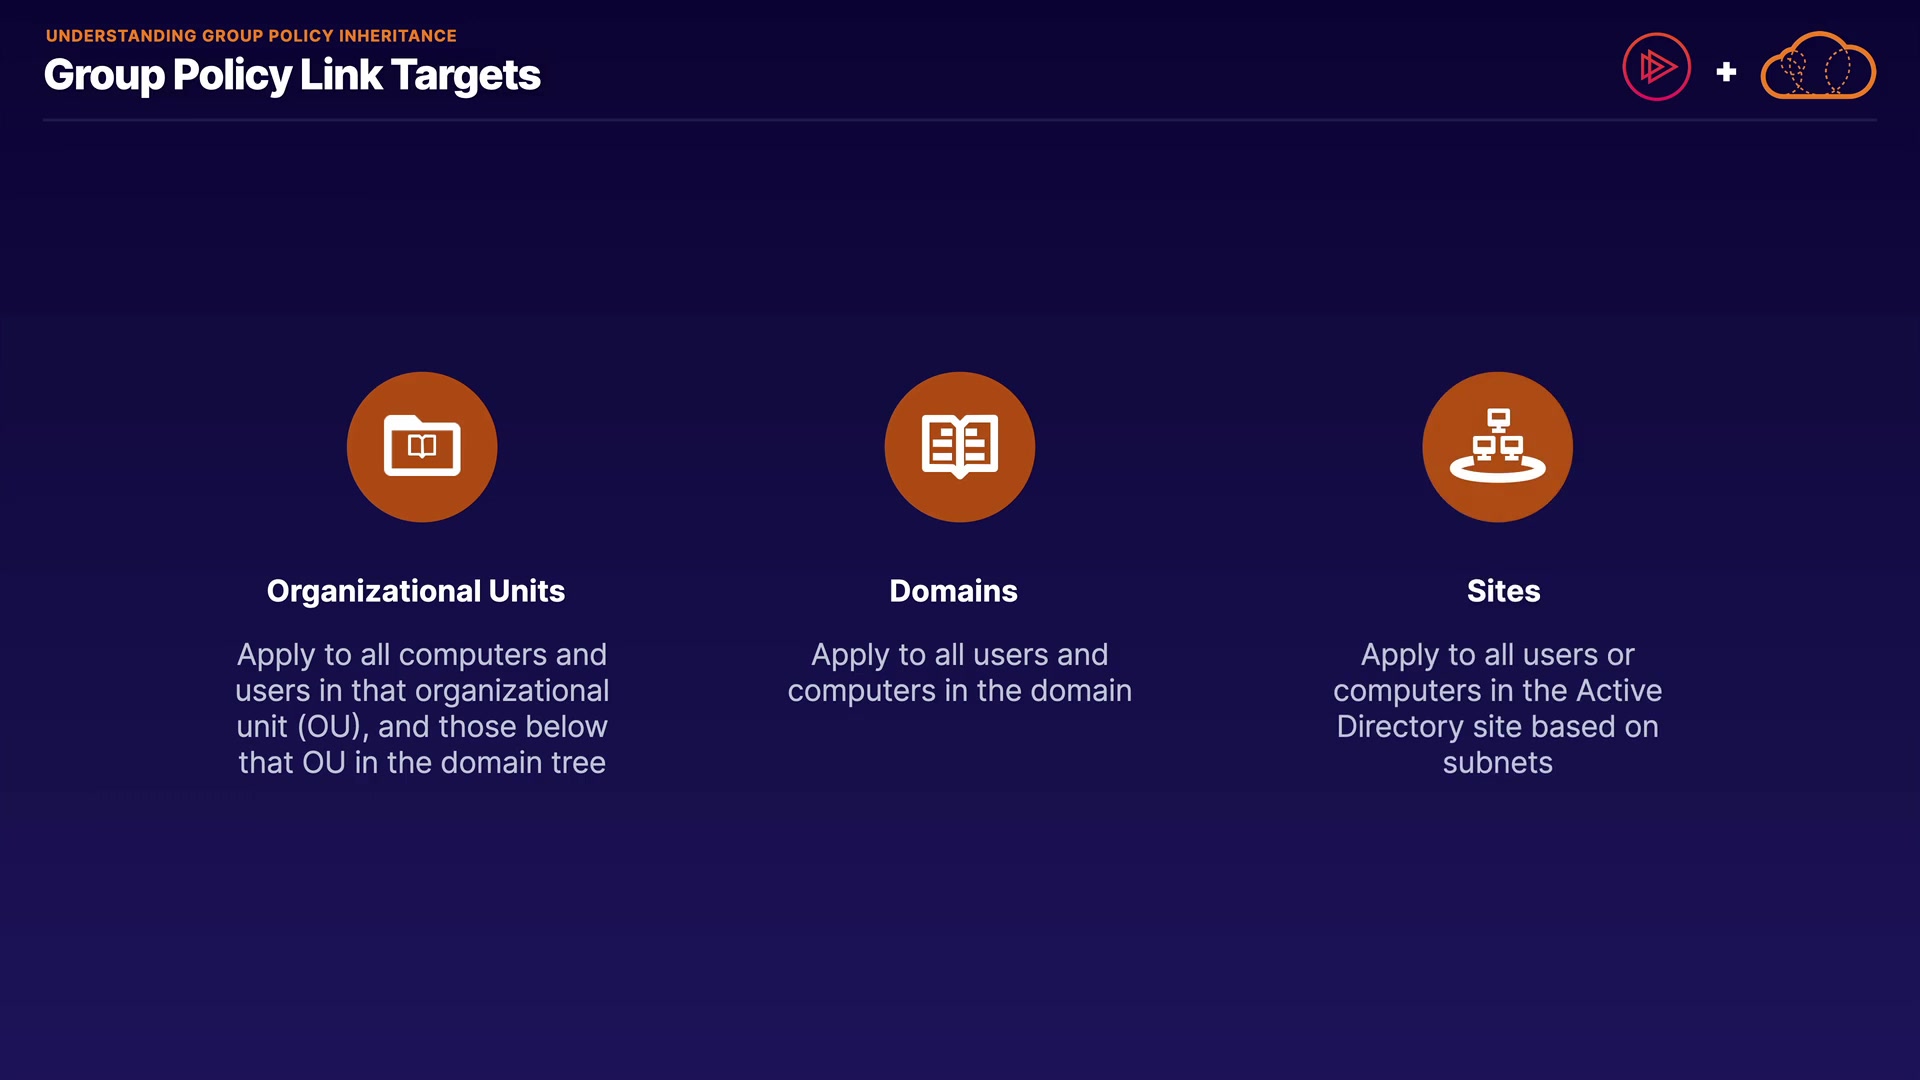 UNDERSTANDING GROUP POLICY INHERITANCE
Group Policy Link Targets
Organizational Units
Apply to all computers and
users in that organizational
unit (OU), and those below
that OU in the domain tree
Domains
Apply to all users and
computers in the domain
Sites
Apply to all users or
computers in the Active
Directory site based on
subnets